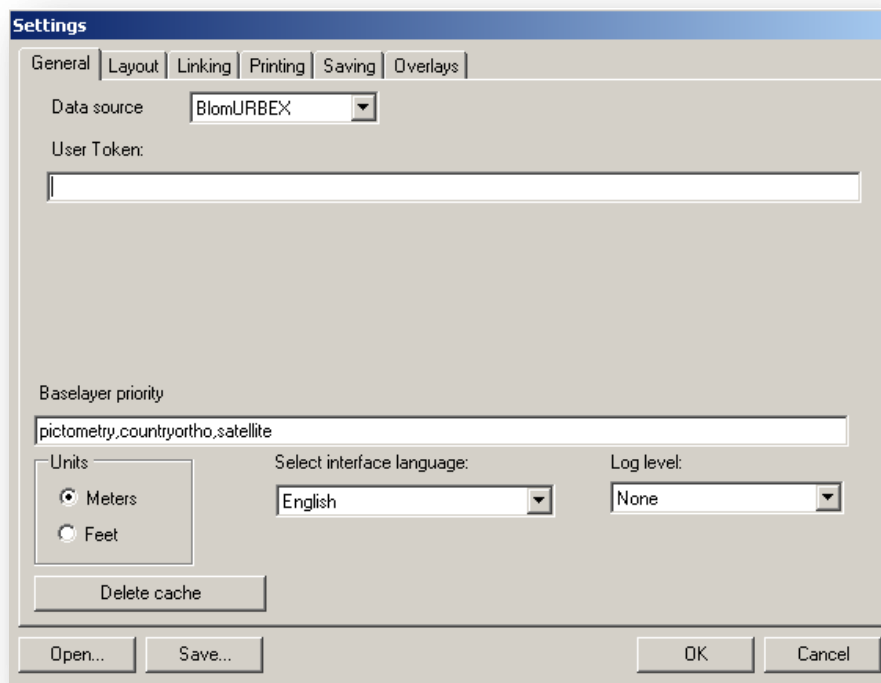 Settings
General Layout Linking Printing Saving Overlays
Data source BlomURBEX
User Token:
Baselayer priority
pictometry,countryortho,satellite
Units Select interface language: Log level:
Meters English None
Feet
Delete cache
Open... Save... OK Cancel